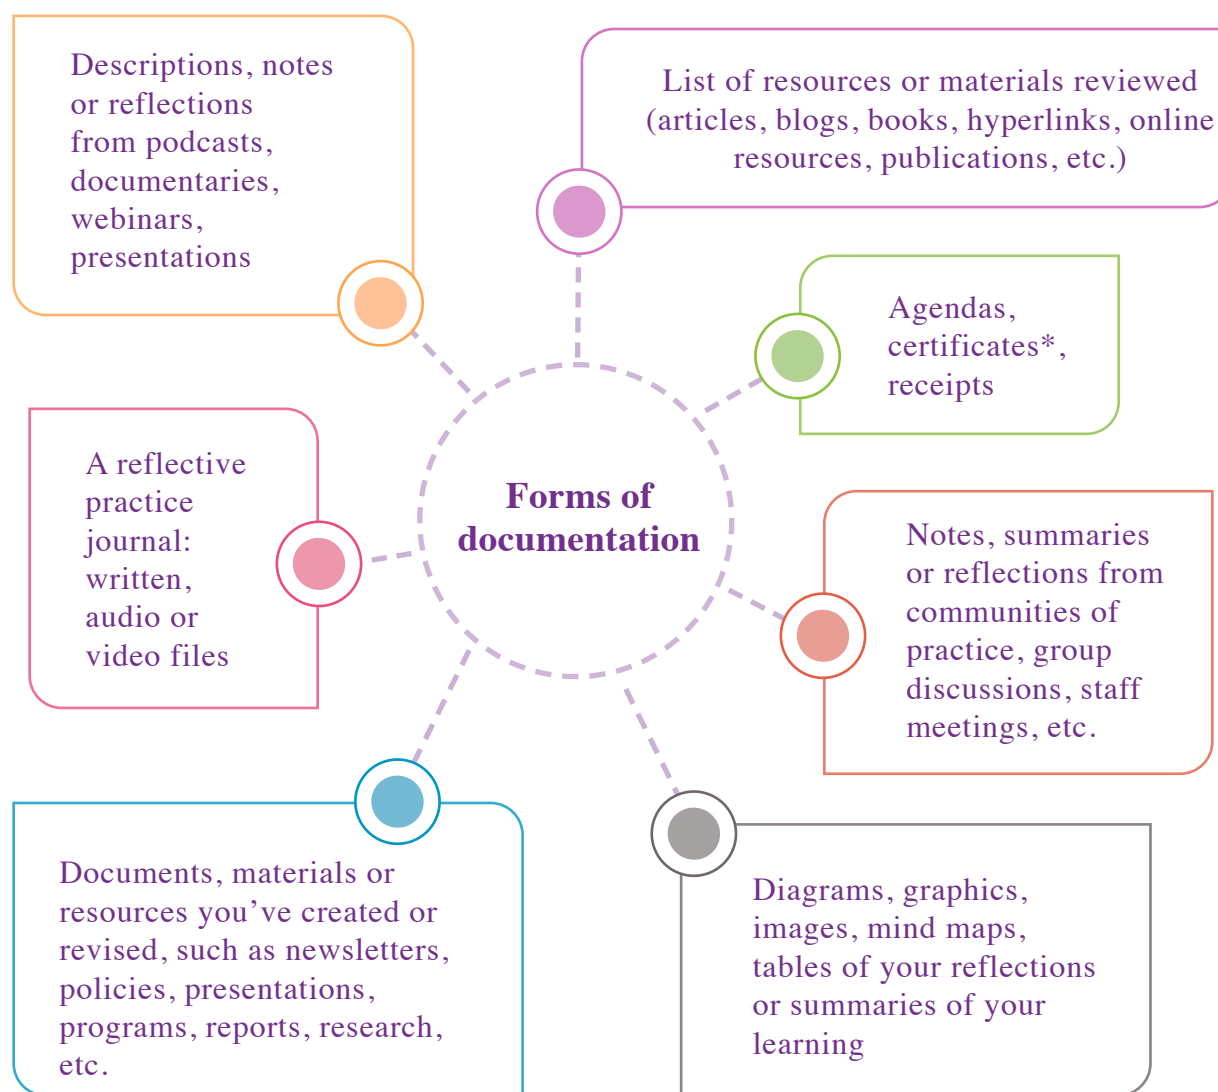 Descriptions, notes
or reflections
from podcasts,
documentaries,
webinars,
presentations
List of resources or materials reviewed
(articles, blogs, books, hyperlinks, online
resources, publications, etc.)
Agendas,
certificates*,
receipts
A reflective
practice
journal:
written,
audio or
video files
Forms of
documentation
Notes, summaries
or reflections from
communities of
practice, group
discussions, staff
meetings, etc.
Documents, materials or
resources you’ve created or
revised, such as newsletters,
policies, presentations,
programs, reports, research,
etc.
Diagrams, graphics,
images, mind maps,
tables of your reflections
or summaries of your
learning